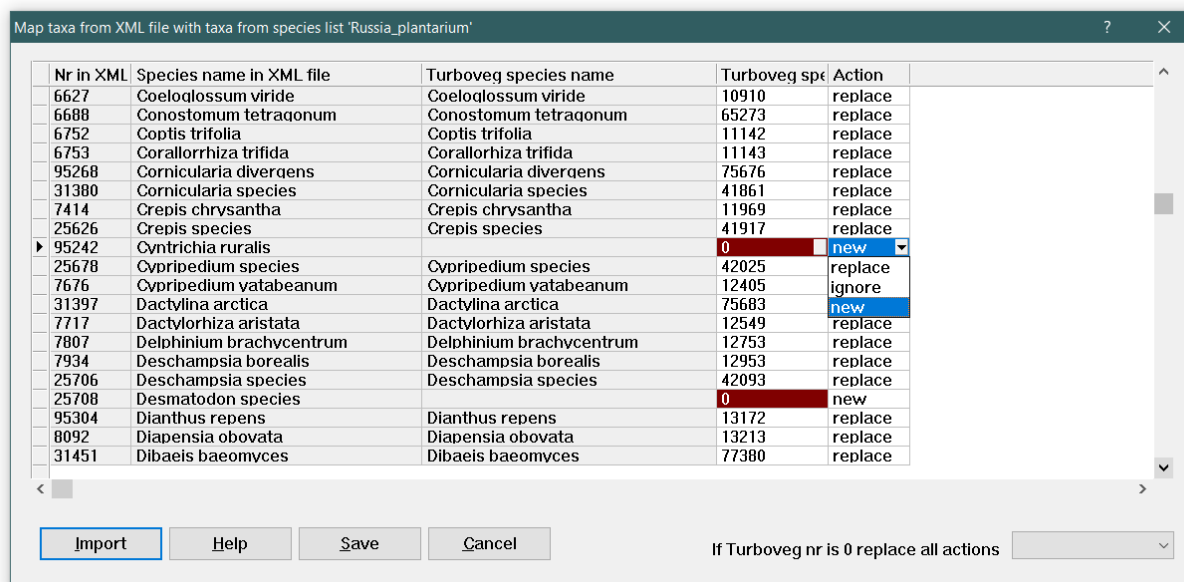 Map taxa from XML file with taxa from species list 'Russia_plantarium' ?
Nr in XML Species name in XML file Turboveg species name Turboveg spe Action
6627 Coeloglossum viride Coeloglossum viride 10910 replace
6688 Conostomum tetragonum Conostomum tetragonum 65273 replace
6752 Coptis trifolia Coptis trifolia 11142 replace
6753 Corallorrhiza trifida Corallorhiza trifida 11143 replace
95268 Cornicularia divergens Cornicularia divergens 75676 replace
31380 Cornicularia species Cornicularia species 41861 replace
7414 Crepis chrysantha Crepis chrysantha 11969 replace
25626 Crepis species Crepis species 41917 replace
95242 Cyntrichia ruralis 0 new
25678 Cypripedium species Cypripedium species 42025 replace
7676 Cypripedium yatabeanum Cypripedium yatabeanum 12405 ignore
31397 Dactylina arctica Dactylina arctica 75683 new
7717 Dactylorhiza aristata Dactylorhiza aristata 12549 replace
7807 Delphinium brachycentrum Delphinium brachycentrum 12753 replace
7934 Deschampsia borealis Deschampsia borealis 12953 replace
25706 Deschampsia species Deschampsia species 42093 replace
25708 Desmatodon species 0 new
95304 Dianthus repens Dianthus repens 13172 replace
8092 Diapensia obovata Diapensia obovata 13213 replace
31451 Dibaeis baeomyces Dibaeis baeomyces 77380 replace
Import Help Save Cancel If Turboveg nr is 0 replace all actions